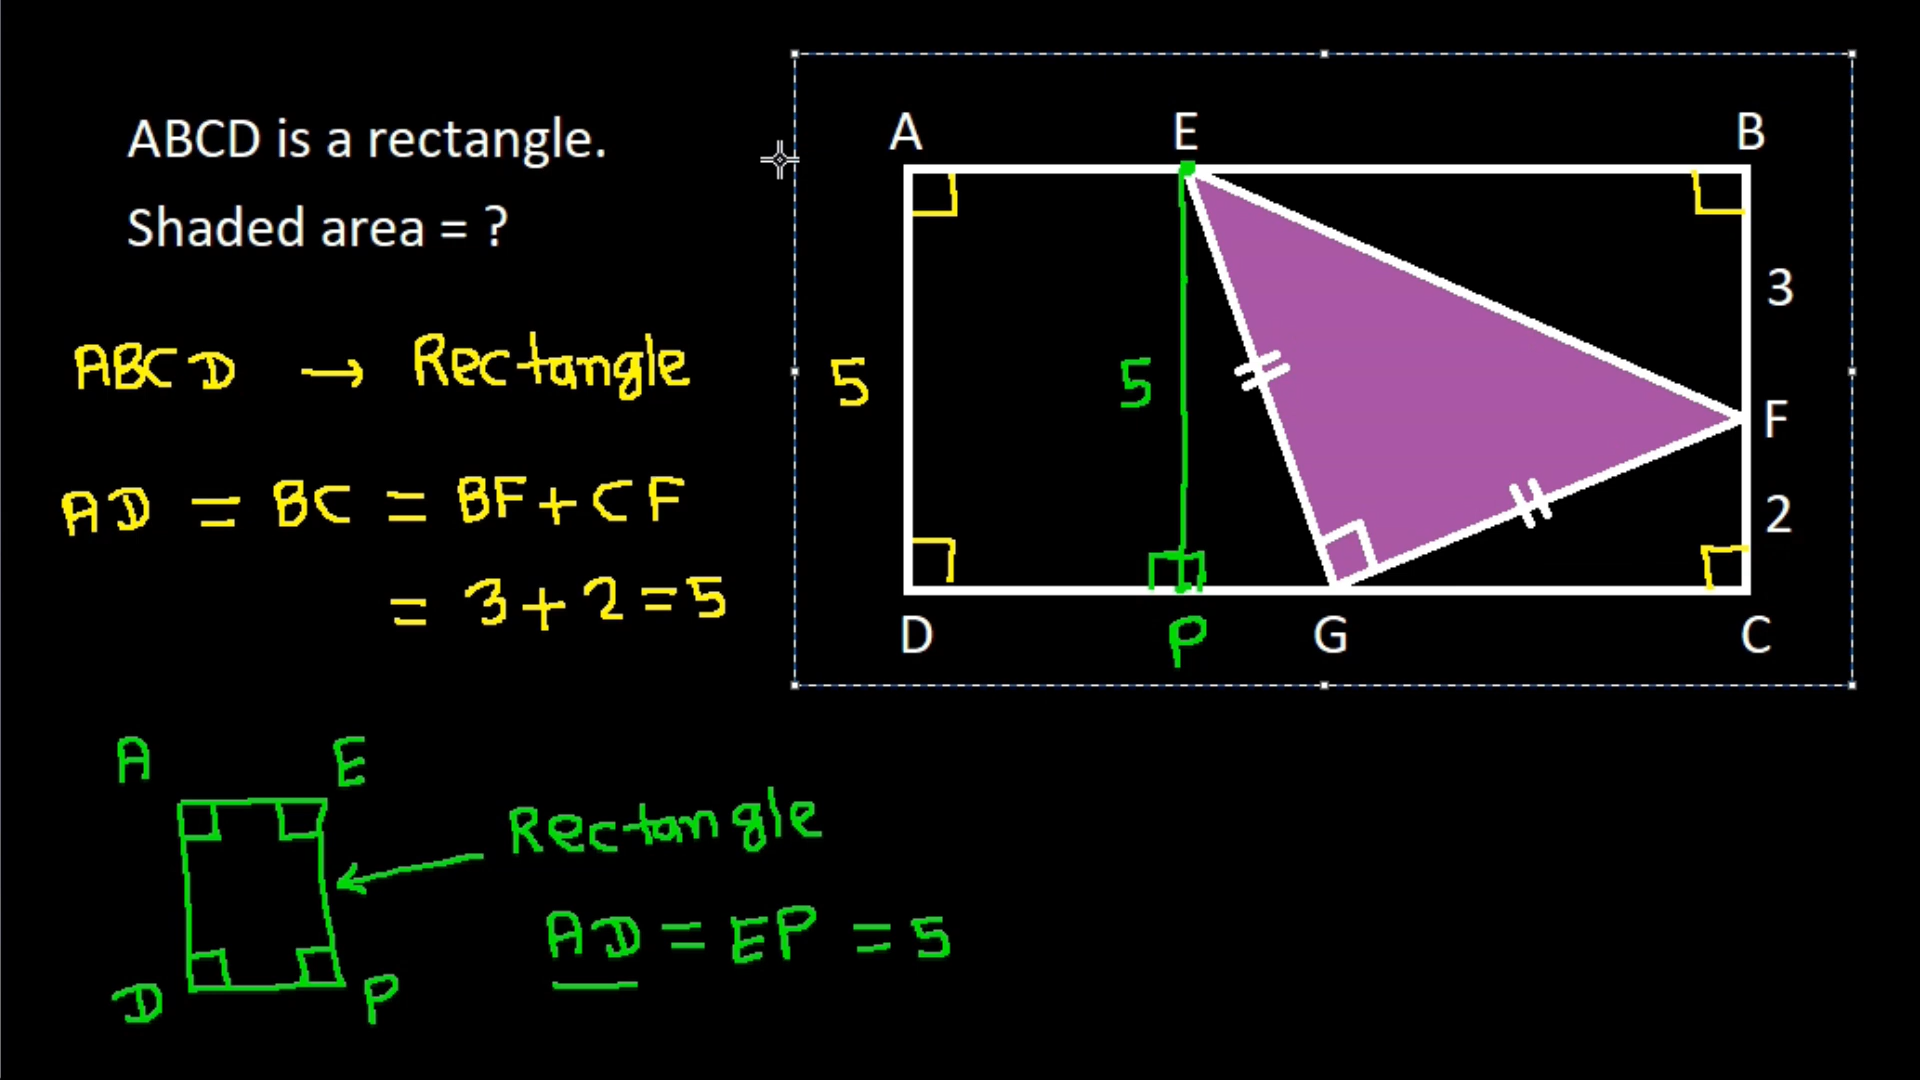 ABCD is a rectangle.
Shaded area = ?
ABCD → Rectangle
AD = BC = BF + CF
= 3 + 2 = 5
A E B
3
5 5
F
2
D P G C
A E
Rectangle
AD = EP = 5
D P